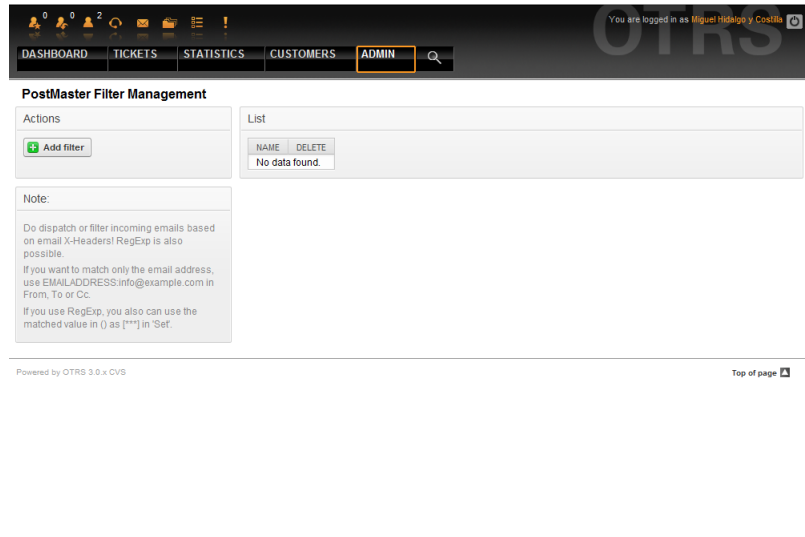 0 0 2
You are logged in as Miguel Hidalgo y Costilla
OTRS
DASHBOARD TICKETS STATISTICS CUSTOMERS ADMIN
PostMaster Filter Management
Actions
Add filter
List
NAME DELETE
No data found.
Note:
Do dispatch or filter incoming emails based
on email X-Headers! RegExp is also
possible.
If you want to match only the email address,
use EMAILADDRESS:info@example.com in
From, To or Cc.
If you use RegExp, you also can use the
matched value in () as [***] in 'Set'.
Powered by OTRS 3.0.x CVS
Top of page